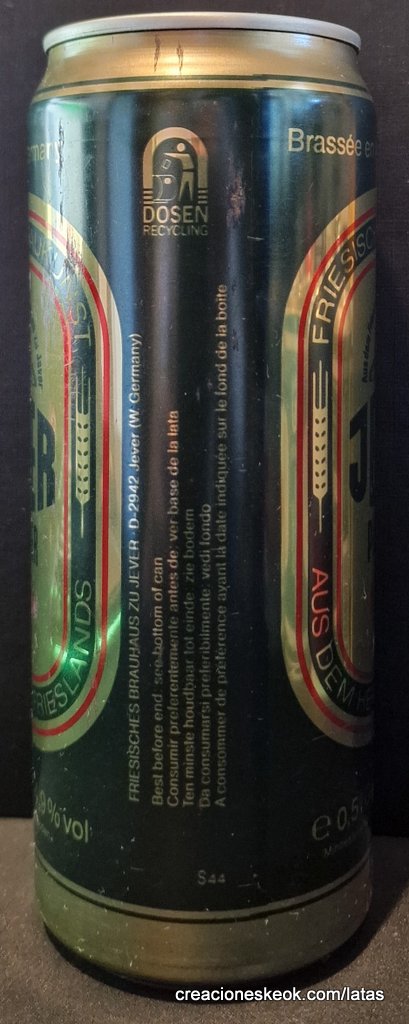 Brassée en
DOSEN
RECYCLING
FRIESISCHES BRAUHAUS ZU JEVER · D-2942 Jever (W. Germany)
Best before end: see bottom of can
Consumir preferentemente antes de: ver base de la lata
Ten minste houdbaar tot einde: zie bodem
Da consumarsi preferibilmente: vedi fondo
A consommer de préférence avant la date indiquée sur le fond de la boîte
ER
FRIESLANDS
FRIESISCH
AUS DEM
9% vol
e 0,5
S44
creacioneskeok.com/latas